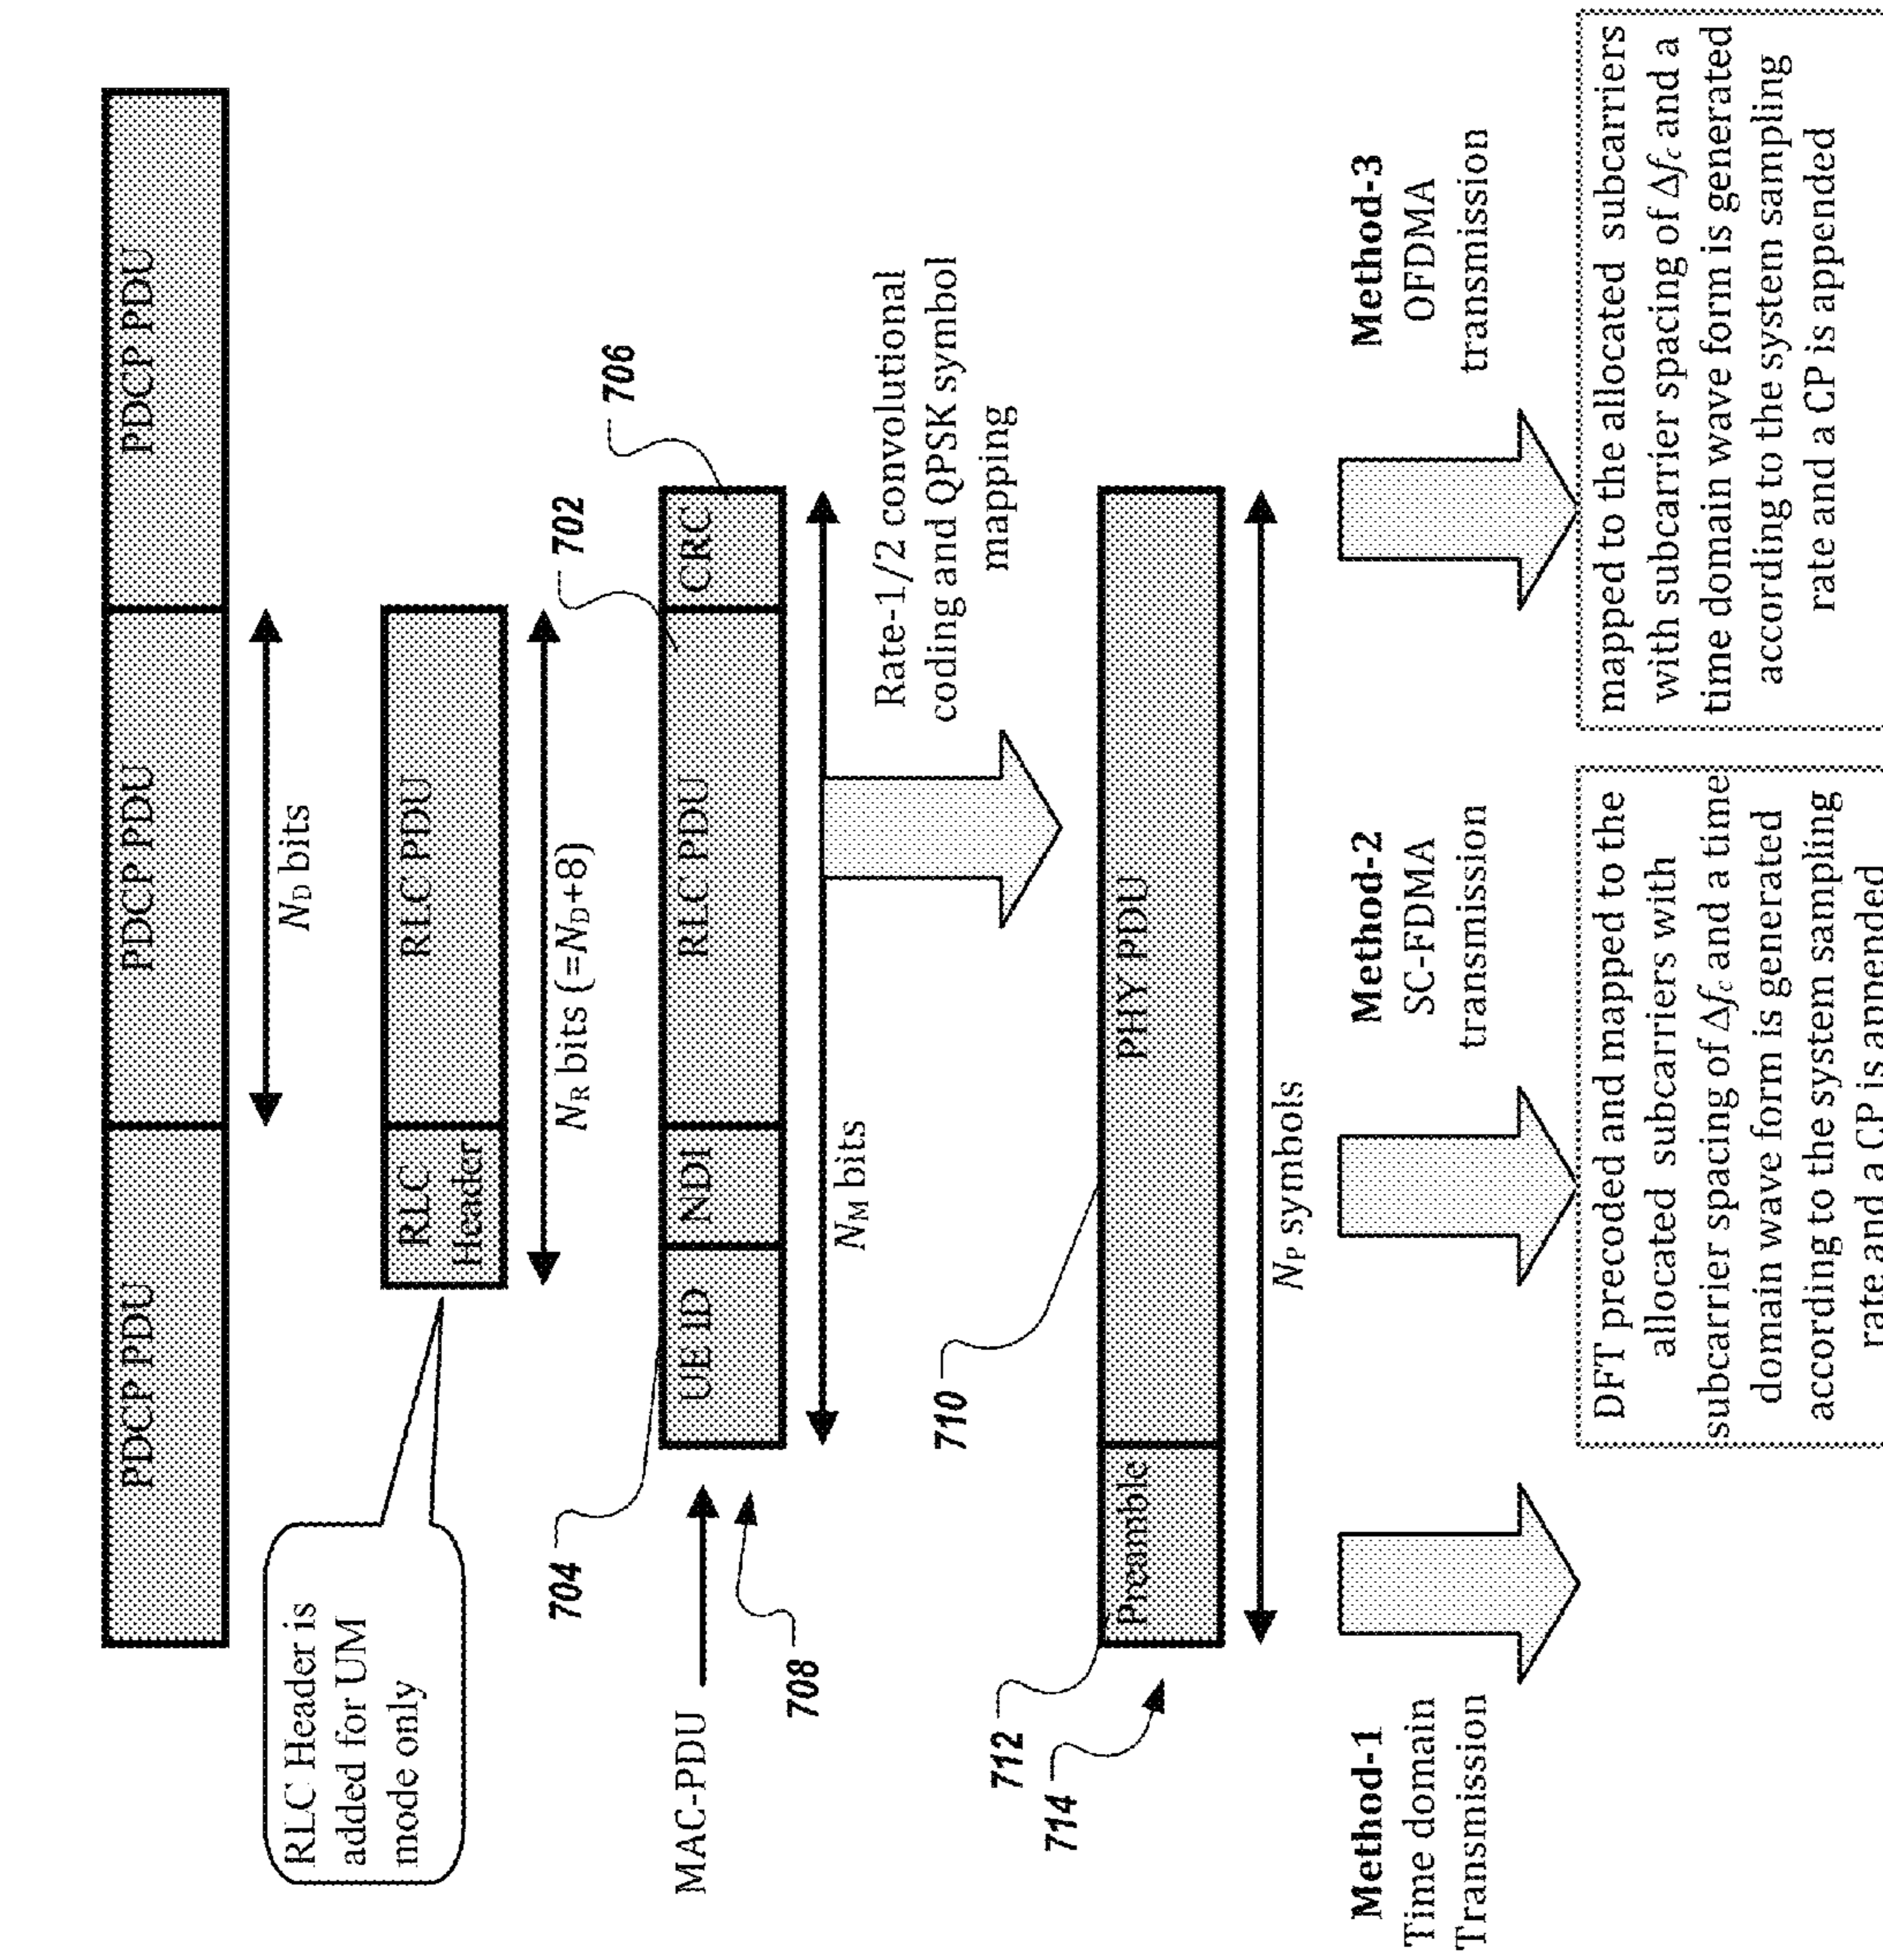 PDCP PDU
PDCP PDU
PDCP PDU
N_D bits
RLC Header is
added for UM
mode only
RLC
Header
RLC PDU
N_R bits (=N_D+8)
702
704
706
MAC-PDU
UEID
NDI
RLC PDU
CRC
708
N_M bits
Rate-1/2 convolutional
coding and QPSK symbol
mapping
710
712
714
Preamble
PHY PDU
N_P symbols
Method-1
Time domain
Transmission
Method-2
SC-FDMA
transmission
Method-3
OFDMA
transmission
DFT precoded and mapped to the
allocated subcarriers with
subcarrier spacing of Δf_c and a time
domain wave form is generated
according to the system sampling
rate and a CP is appended
mapped to the allocated subcarriers
with subcarrier spacing of Δf_c and a
time domain wave form is generated
according to the system sampling
rate and a CP is appended